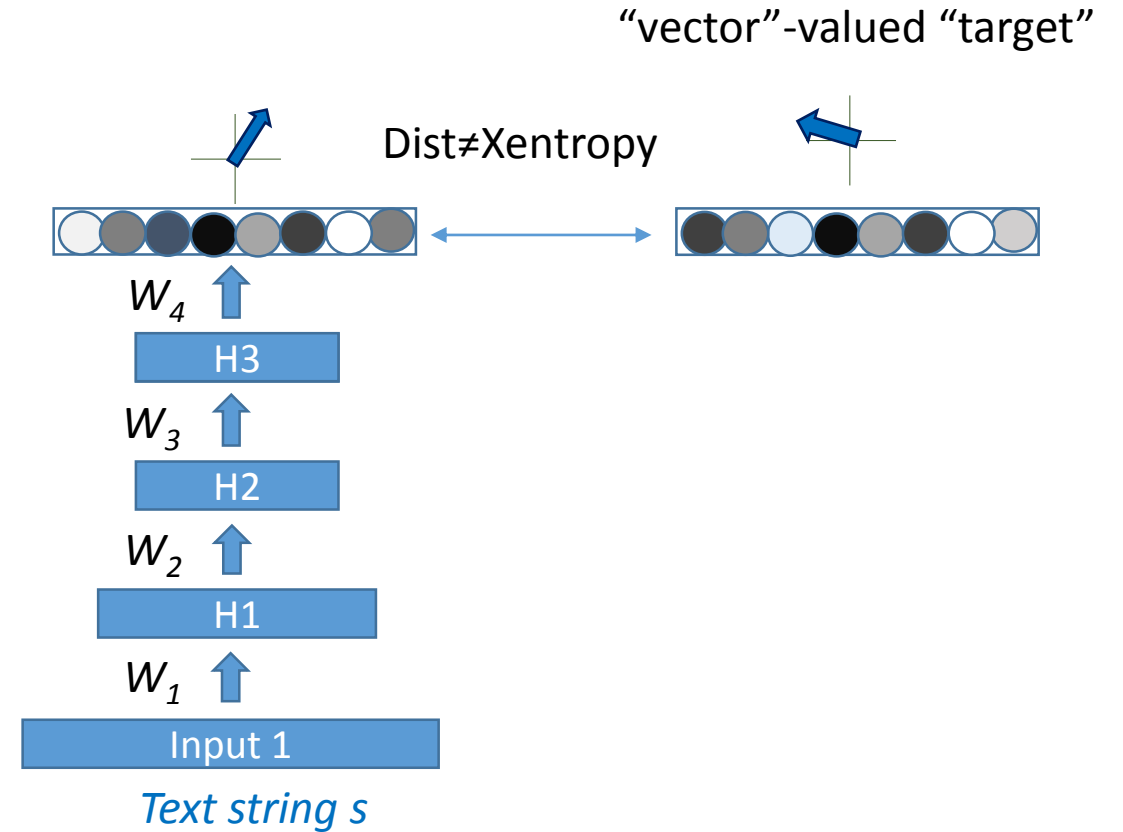 “vector”-valued “target”
Dist≠Xentropy
W₄
H3
W₃
H2
W₂
H1
W₁
Input 1
Text string s